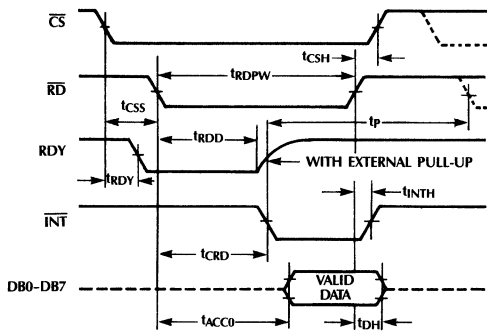 CS
tCSH
tRDPW
RD
tCSS
tP
tRDD
RDY
WITH EXTERNAL PULL-UP
tRDY
tINTH
INT
tCRD
DB0-DB7
VALID
DATA
tACC0
tDH